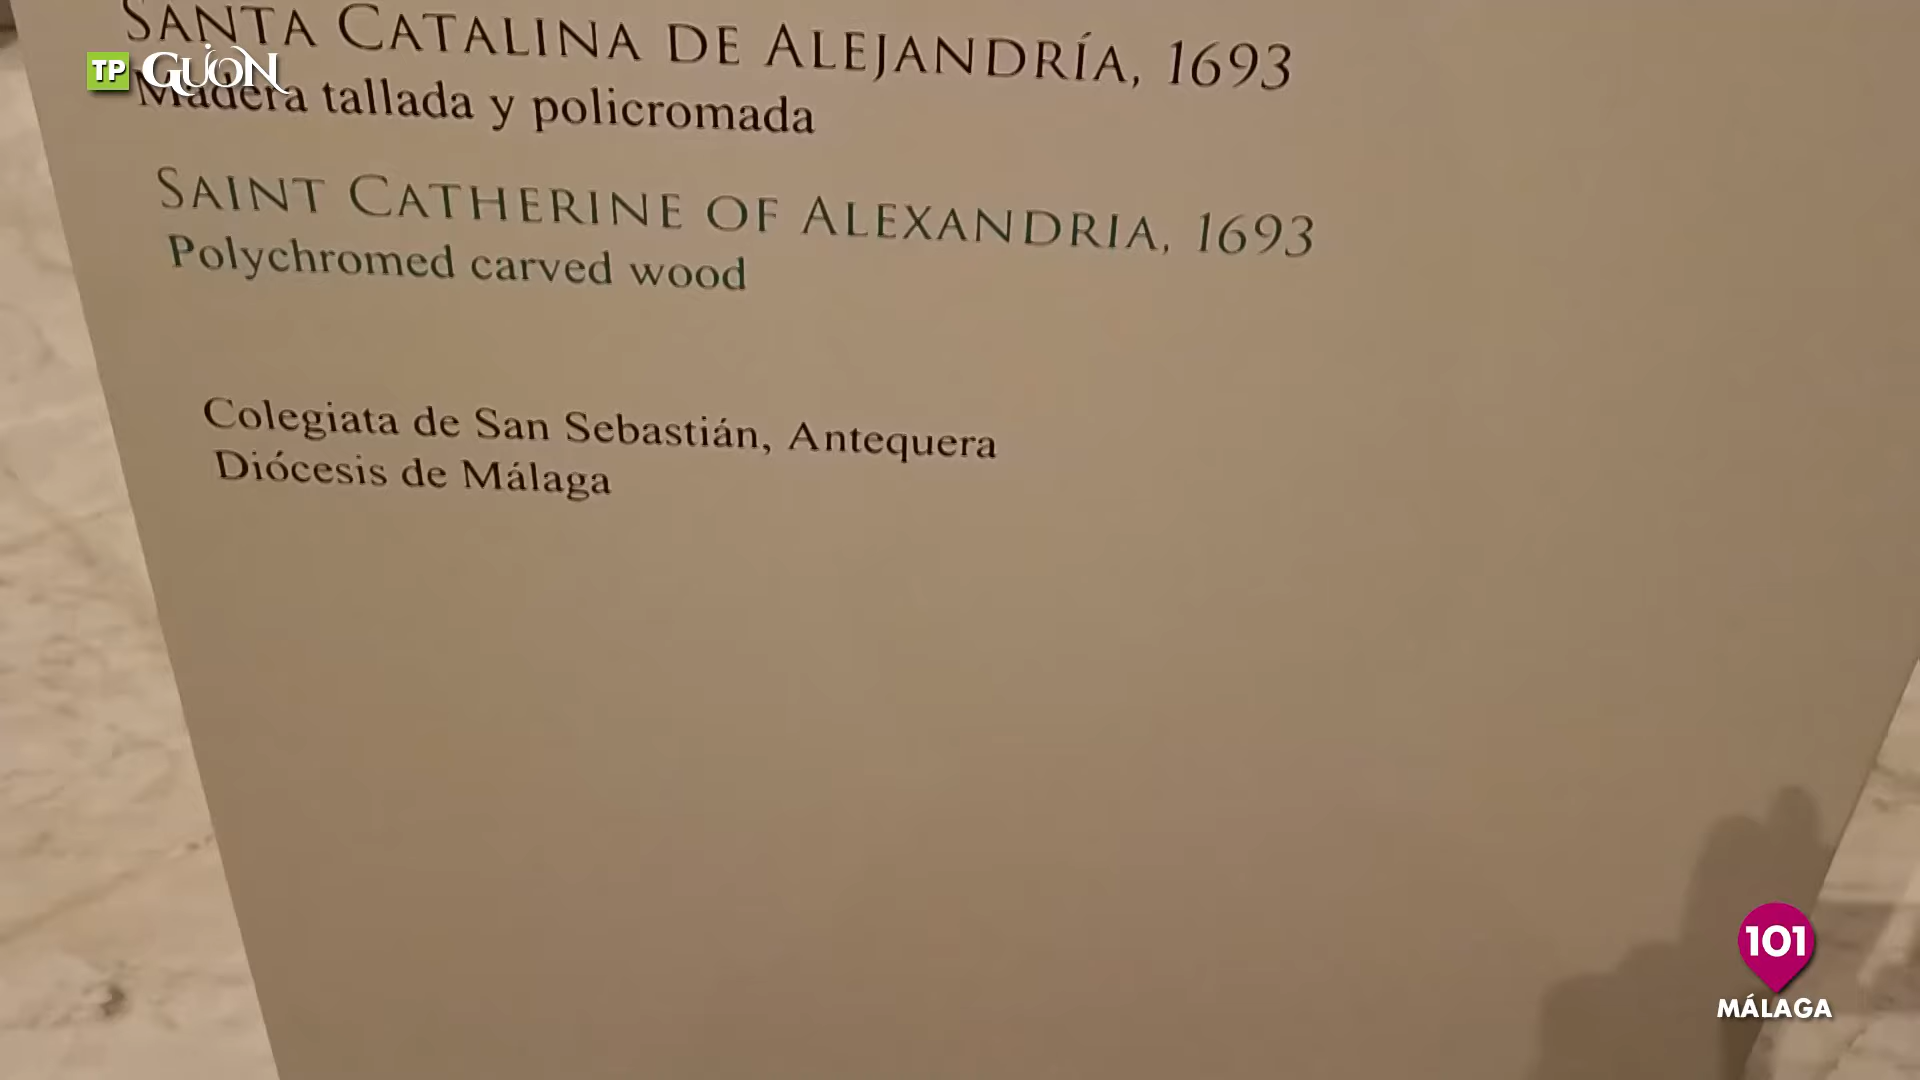 SANTA CATALINA DE ALEJANDRÍA, 1693
TP GUIÓN
Madera tallada y policromada
SAINT CATHERINE OF ALEXANDRIA, 1693
Polychromed carved wood
Colegiata de San Sebastián, Antequera
Diócesis de Málaga
101
MÁLAGA